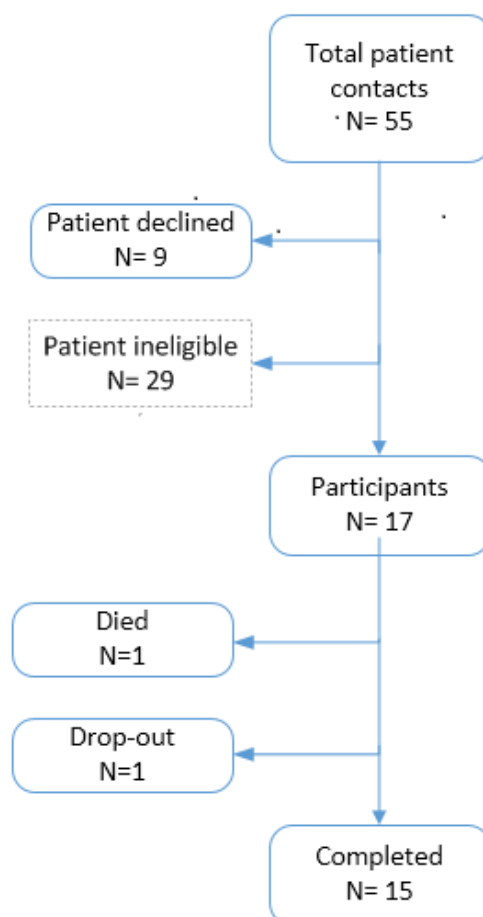 Total patient
contacts
N= 55
Patient declined
N= 9
Patient ineligible
N= 29
Participants
N= 17
Died
N=1
Drop-out
N=1
Completed
N= 15